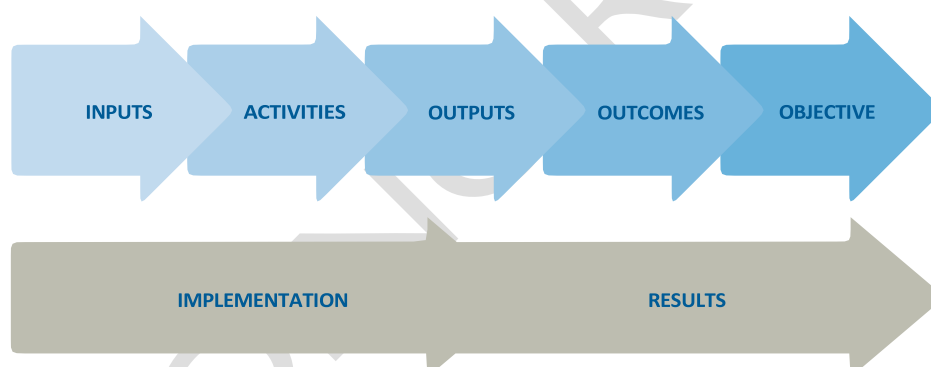 INPUTS
ACTIVITIES
OUTPUTS
OUTCOMES
OBJECTIVE
IMPLEMENTATION
RESULTS